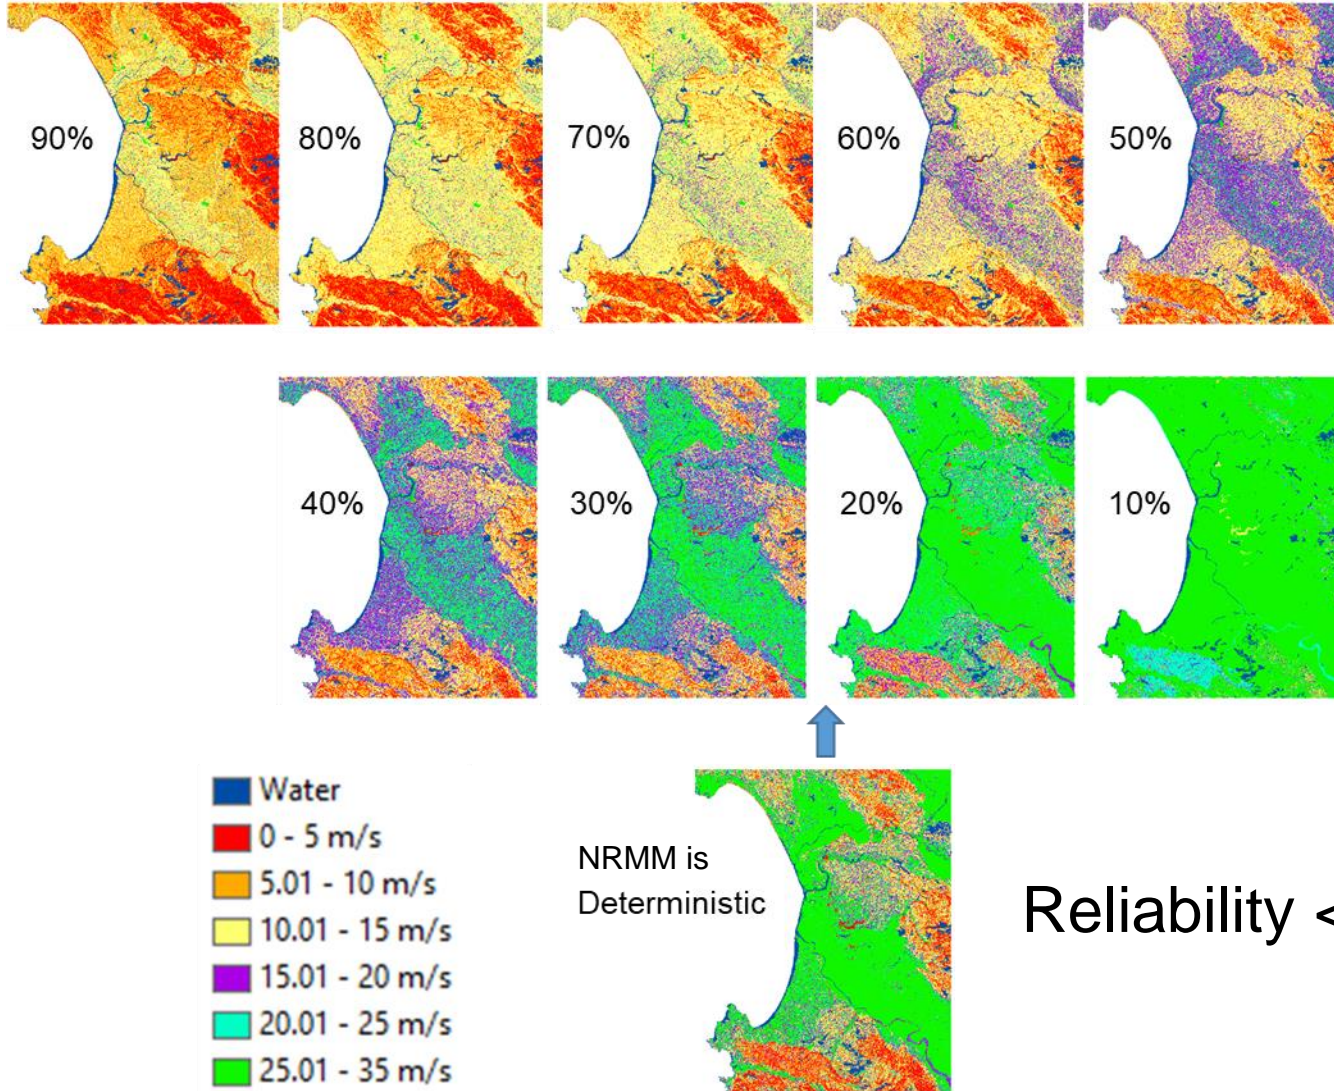 90%
80%
70%
60%
50%
40%
30%
20%
10%
Water
0 - 5 m/s
5.01 - 10 m/s
10.01 - 15 m/s
15.01 - 20 m/s
20.01 - 25 m/s
25.01 - 35 m/s
NRMM is
Deterministic
Reliability <